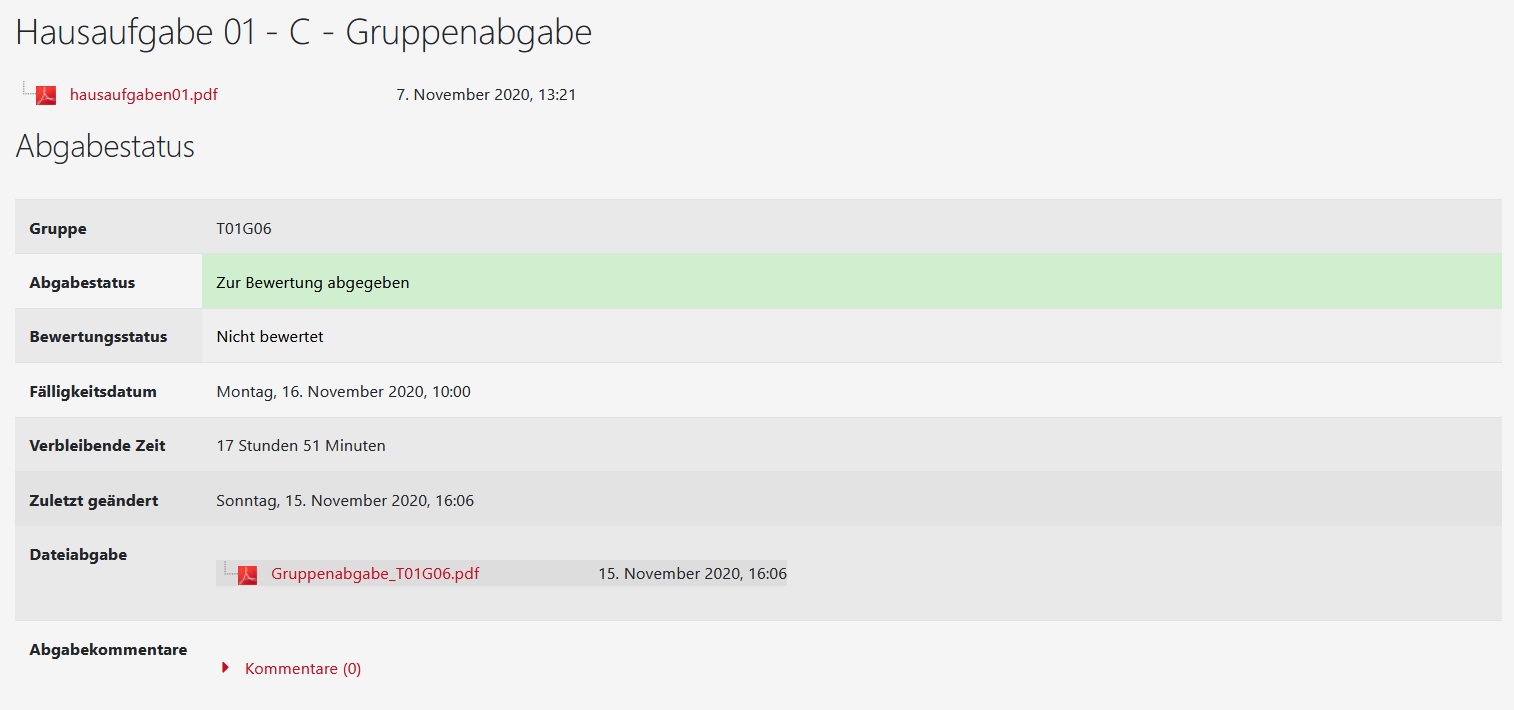 Hausaufgabe 01 - C - Gruppenabgabe
hausaufgaben01.pdf 7. November 2020, 13:21
Abgabestatus
Gruppe T01G06
Abgabestatus Zur Bewertung abgegeben
Bewertungsstatus Nicht bewertet
Fälligkeitsdatum Montag, 16. November 2020, 10:00
Verbleibende Zeit 17 Stunden 51 Minuten
Zuletzt geändert Sonntag, 15. November 2020, 16:06
Dateiabgabe
Gruppenabgabe_T01G06.pdf 15. November 2020, 16:06
Abgabekommentare
Kommentare (0)